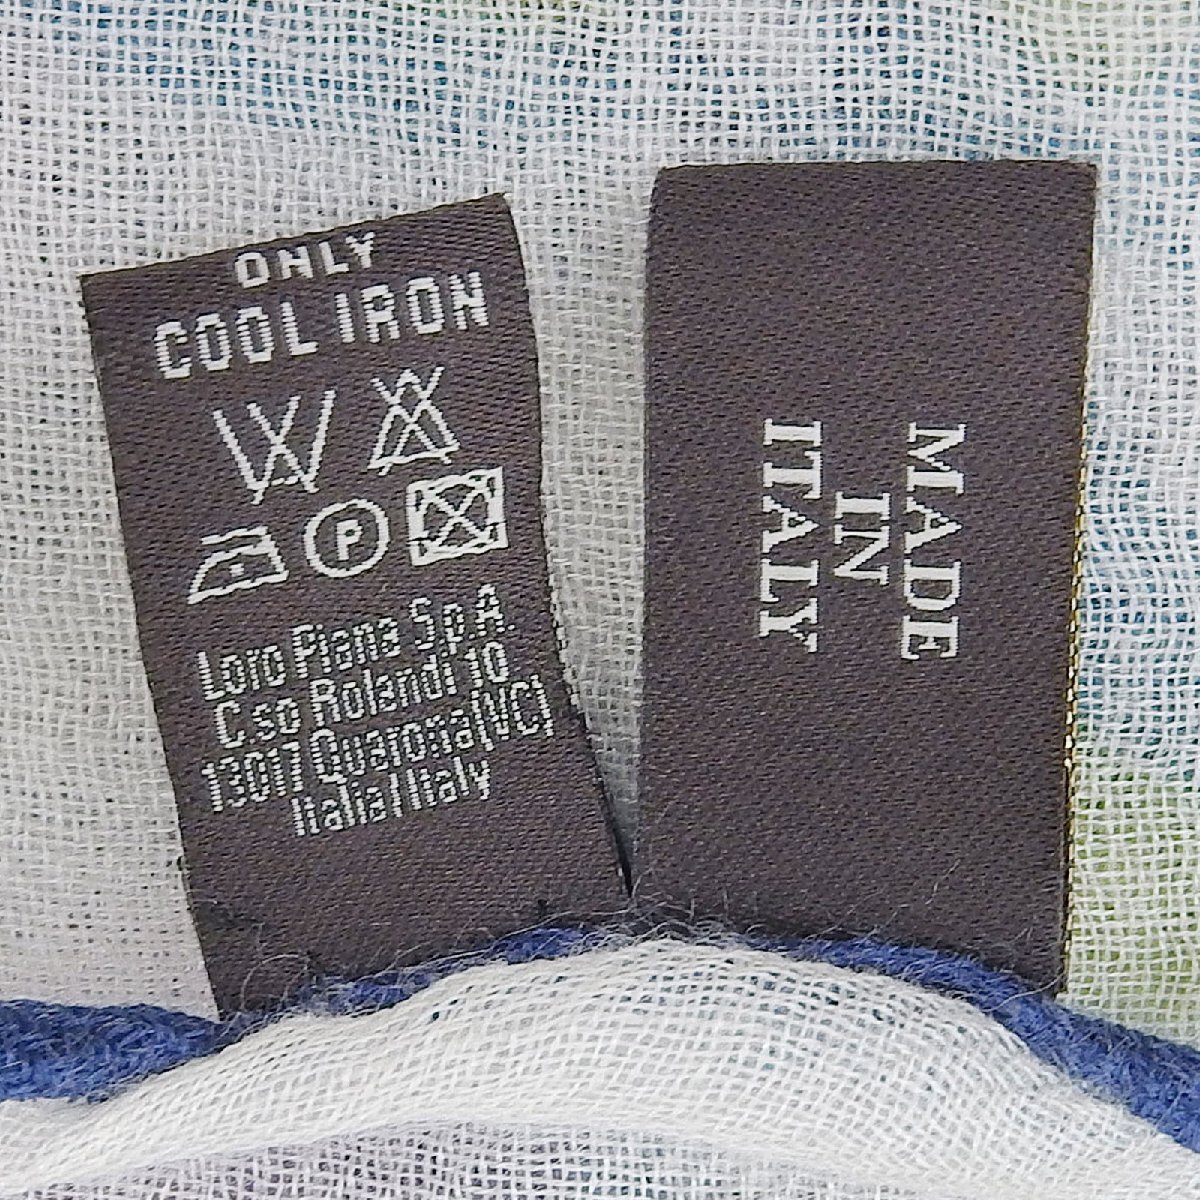 ONLY
COOL IRON
P
Loro Piana S.p.A.
C.so Rolandi 10
13017 Quarona (VC)
Italia/Italy
MADE
IN
ITALY